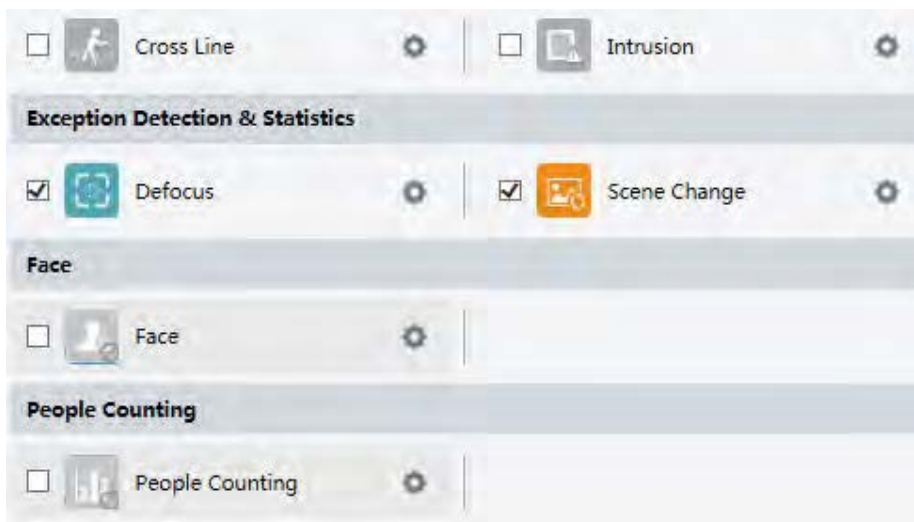 Cross Line
Intrusion
Exception Detection & Statistics
Defocus
Scene Change
Face
Face
People Counting
People Counting